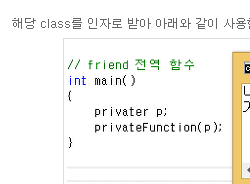 해당 class를 인자로 받아 아래와 같이 사용
// friend 전역 함수
int main()
{
privater p;
privateFunction(p);
}